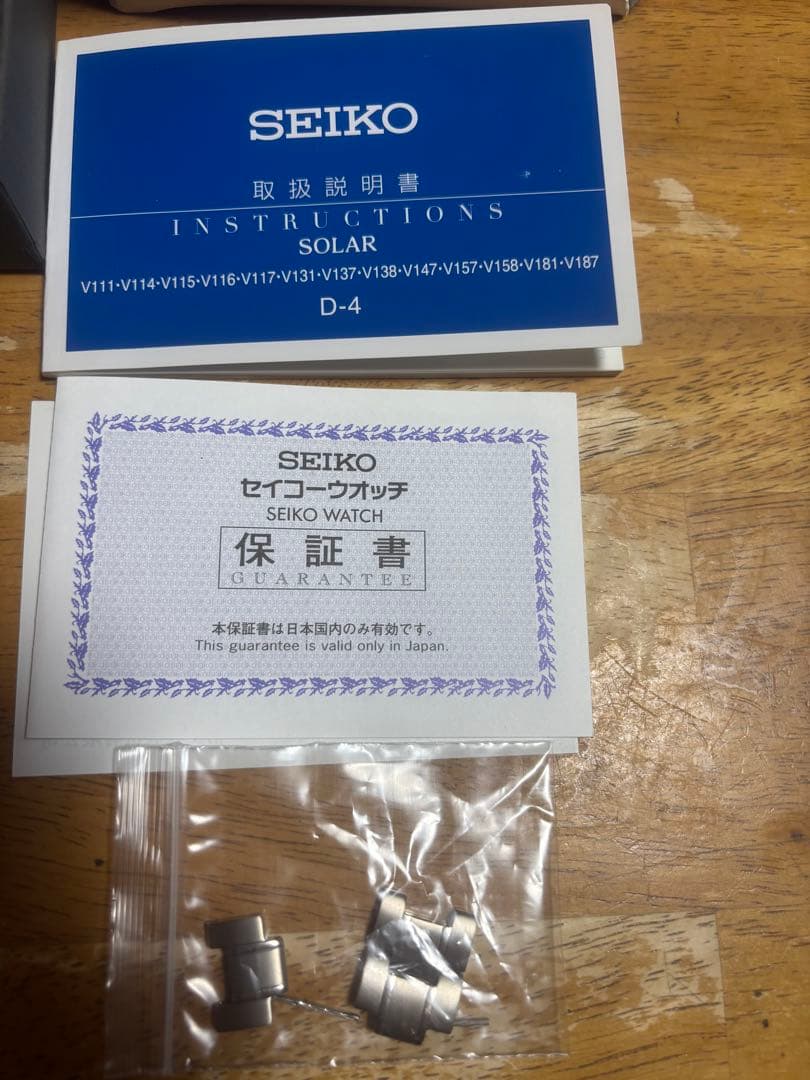 SEIKO
取扱説明書
INSTRUCTIONS
SOLAR
V111・V114・V115・V116・V117・V131・V137・V138・V147・V157・V158・V181・V187
D-4
SEIKO
セイコーウオッチ
SEIKO WATCH
保証書
GUARANTEE
本保証書は日本国内のみ有効です。
This guarantee is valid only in Japan.